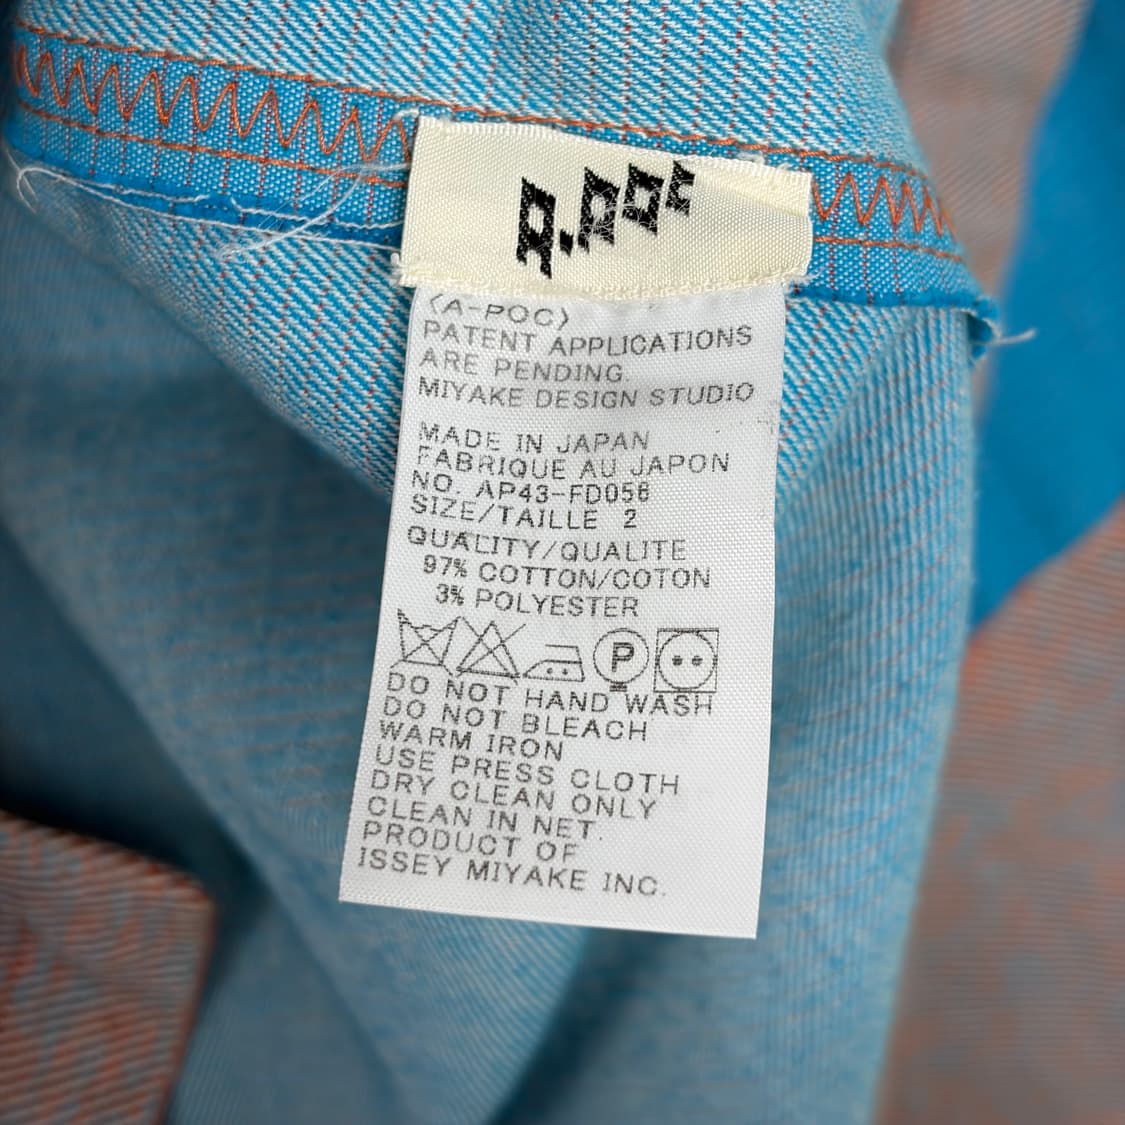 A.POC
(A-POC)
PATENT APPLICATIONS
ARE PENDING.
MIYAKE DESIGN STUDIO
MADE IN JAPAN
FABRIQUE AU JAPON
NO. AP43-FD056
SIZE/TAILLE 2
QUALITY/QUALITE
97% COTTON/COTON
3% POLYESTER
P
DO NOT HAND WASH
DO NOT BLEACH
WARM IRON
USE PRESS CLOTH
DRY CLEAN ONLY
CLEAN IN NET.
PRODUCT OF
ISSEY MIYAKE INC.